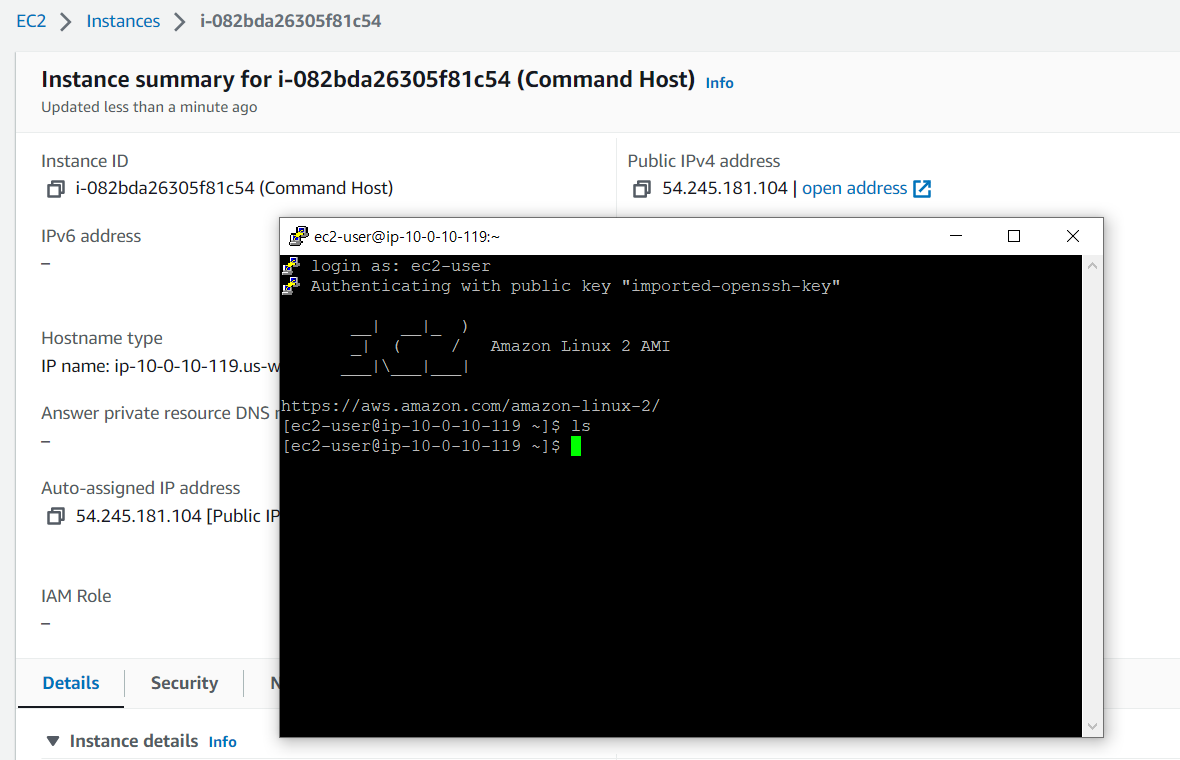 EC2 > Instances > i-082bda26305f81c54
Instance summary for i-082bda26305f81c54 (Command Host) Info
Updated less than a minute ago
Instance ID
i-082bda26305f81c54 (Command Host)
Public IPv4 address
54.245.181.104 | open address
IPv6 address
–
Hostname type
IP name: ip-10-0-10-119.us-w
Answer private resource DNS
–
Auto-assigned IP address
54.245.181.104 [Public IP
IAM Role
–
Details
Security
▼ Instance details Info
ec2-user@ip-10-0-10-119:~
login as: ec2-user
Authenticating with public key "imported-openssh-key"
__|  __|_  )
_|  (     /   Amazon Linux 2 AMI
___|\___|___|
https://aws.amazon.com/amazon-linux-2/
[ec2-user@ip-10-0-10-119 ~]$ ls
[ec2-user@ip-10-0-10-119 ~]$